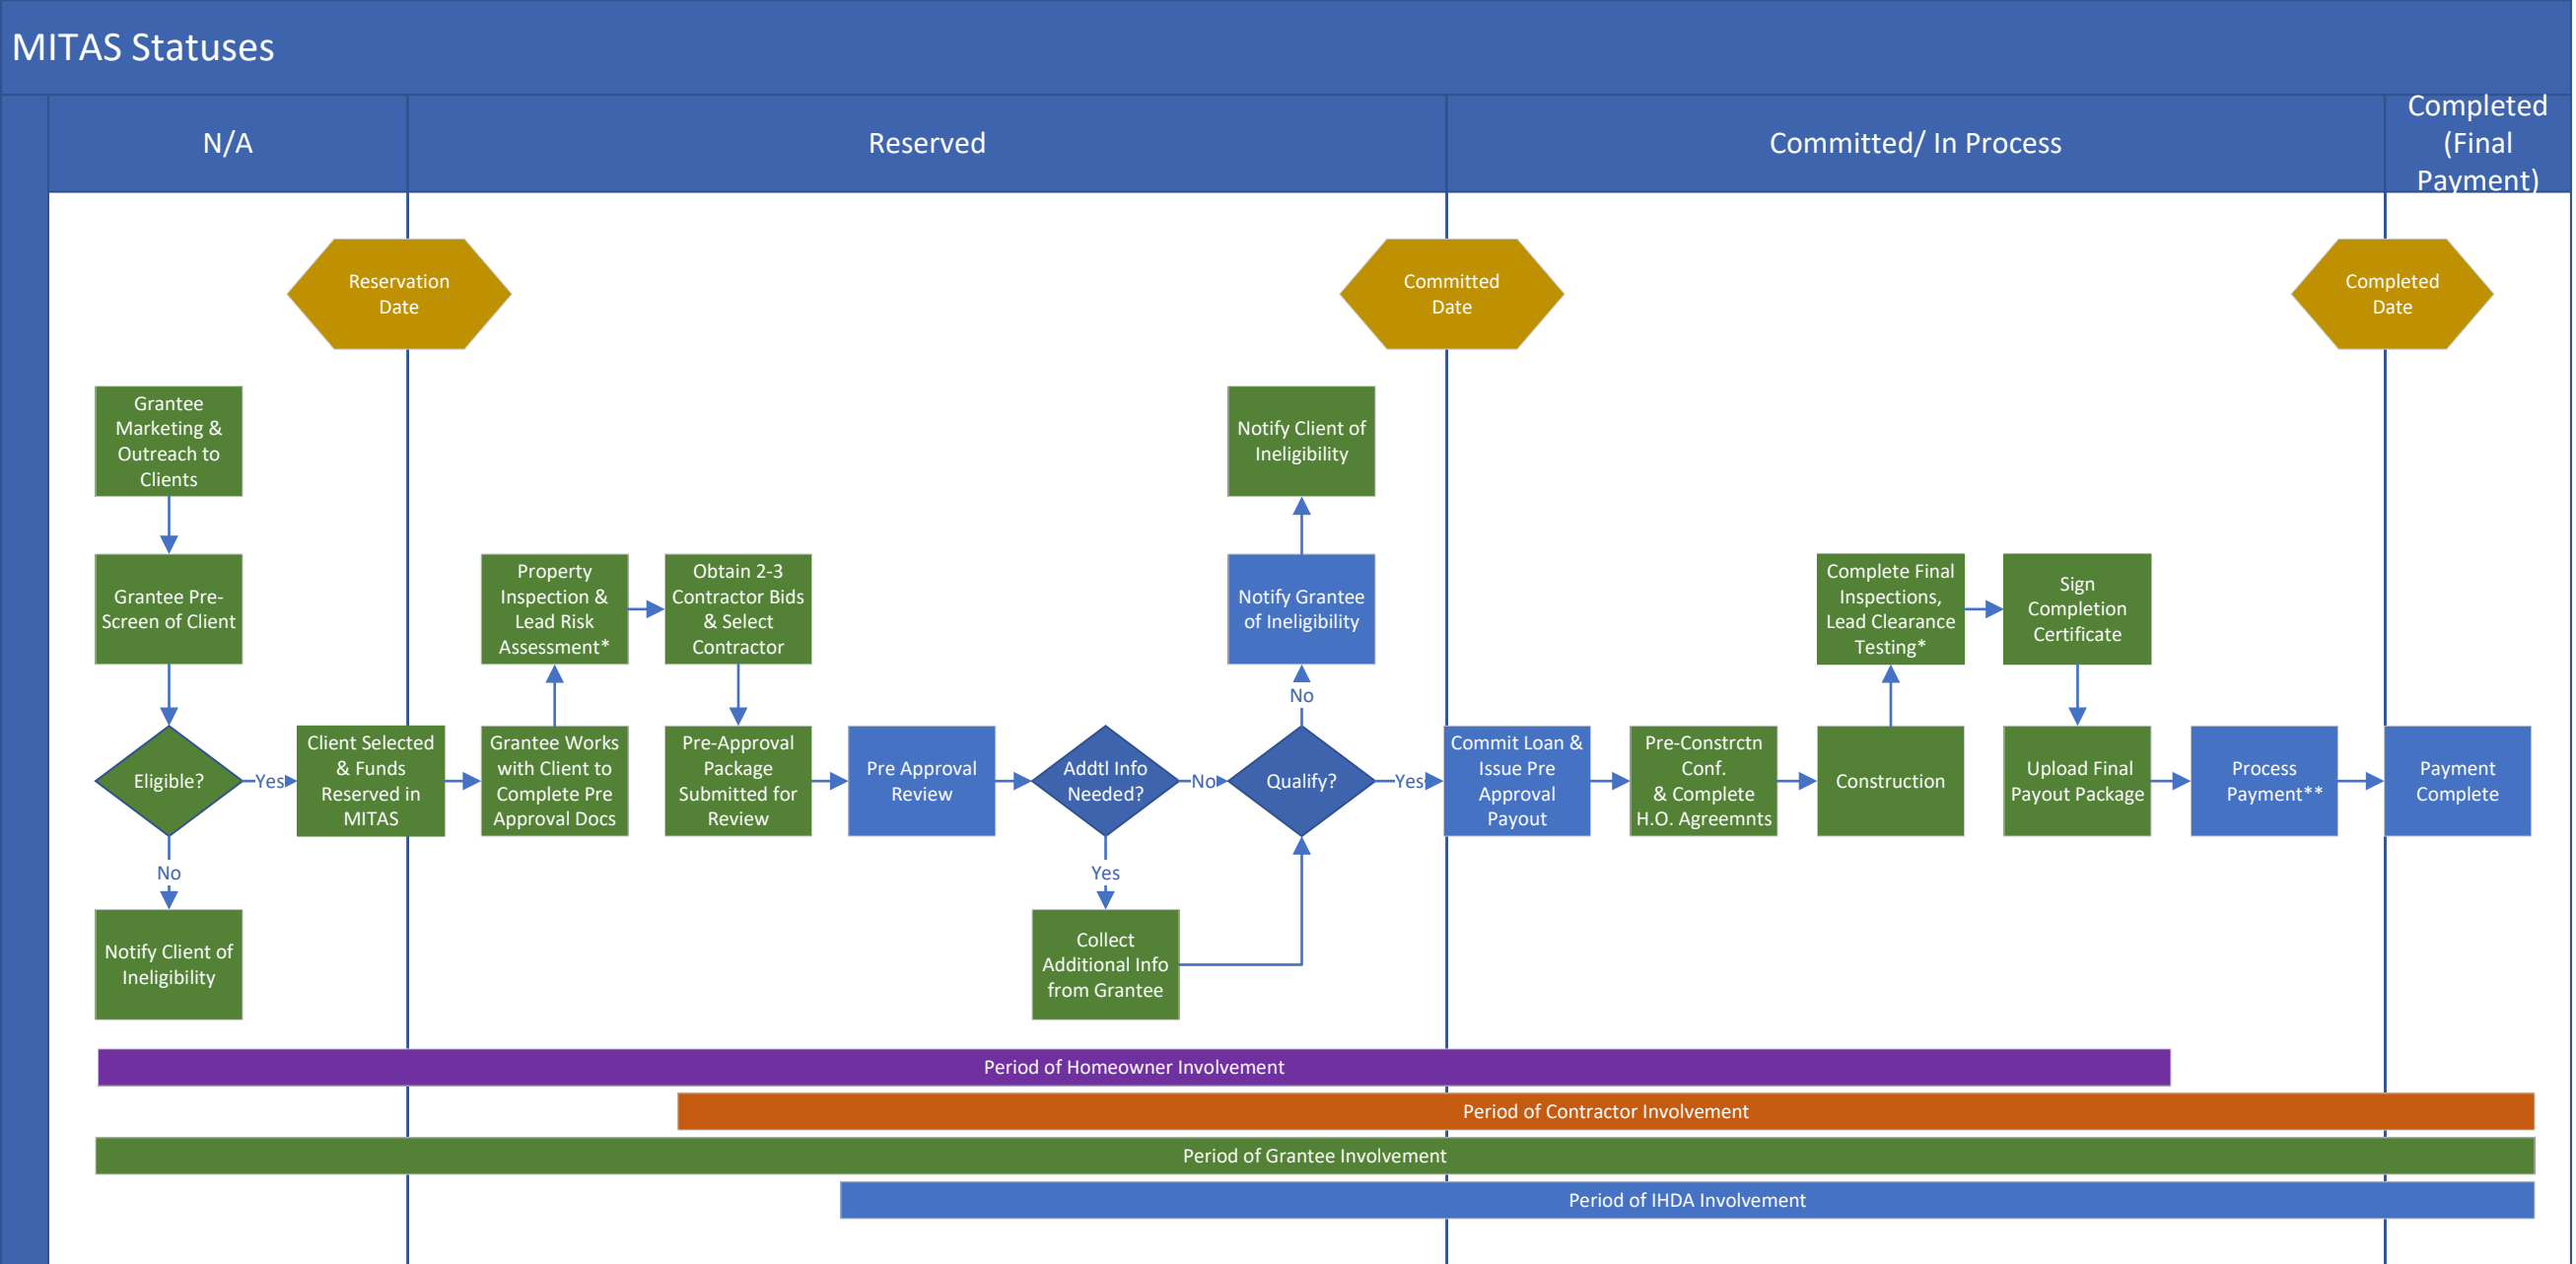 MITAS Statuses
N/A
Reserved
Committed/ In Process
Completed
(Final
Payment)
Reservation
Date
Committed
Date
Completed
Date
Grantee
Marketing &
Outreach to
Clients
Grantee Pre-
Screen of Client
Eligible?
Yes
No
Notify Client of
Ineligibility
Client Selected
& Funds
Reserved in
MITAS
Grantee Works
with Client to
Complete Pre
Approval Docs
Property
Inspection &
Lead Risk
Assessment*
Obtain 2-3
Contractor Bids
& Select
Contractor
Pre-Approval
Package
Submitted for
Review
Pre Approval
Review
Addtl Info
Needed?
No
Yes
Collect
Additional Info
from Grantee
Qualify?
No
Notify Grantee
of Ineligibility
Notify Client of
Ineligibility
Yes
Commit Loan &
Issue Pre
Approval
Payout
Pre-Constrctn
Conf.
& Complete
H.O. Agreemnts
Construction
Complete Final
Inspections,
Lead Clearance
Testing*
Sign
Completion
Certificate
Upload Final
Payout Package
Process
Payment**
Payment
Complete
Period of Homeowner Involvement
Period of Contractor Involvement
Period of Grantee Involvement
Period of IHDA Involvement